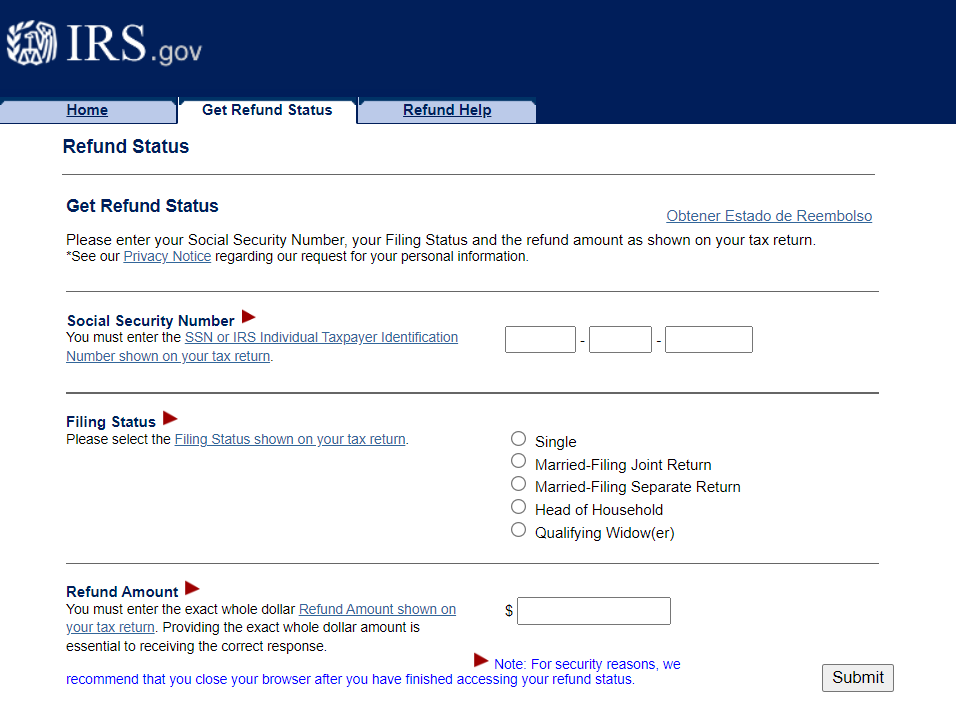 IRS.gov
Home Get Refund Status Refund Help
Refund Status
Get Refund Status
Obtener Estado de Reembolso
Please enter your Social Security Number, your Filing Status and the refund amount as shown on your tax return.
*See our Privacy Notice regarding our request for your personal information.
Social Security Number
You must enter the SSN or IRS Individual Taxpayer Identification
Number shown on your tax return.
- -
Filing Status
Please select the Filing Status shown on your tax return.
Single
Married-Filing Joint Return
Married-Filing Separate Return
Head of Household
Qualifying Widow(er)
Refund Amount
You must enter the exact whole dollar Refund Amount shown on
your tax return. Providing the exact whole dollar amount is
essential to receiving the correct response.
$
Note: For security reasons, we
recommend that you close your browser after you have finished accessing your refund status.
Submit